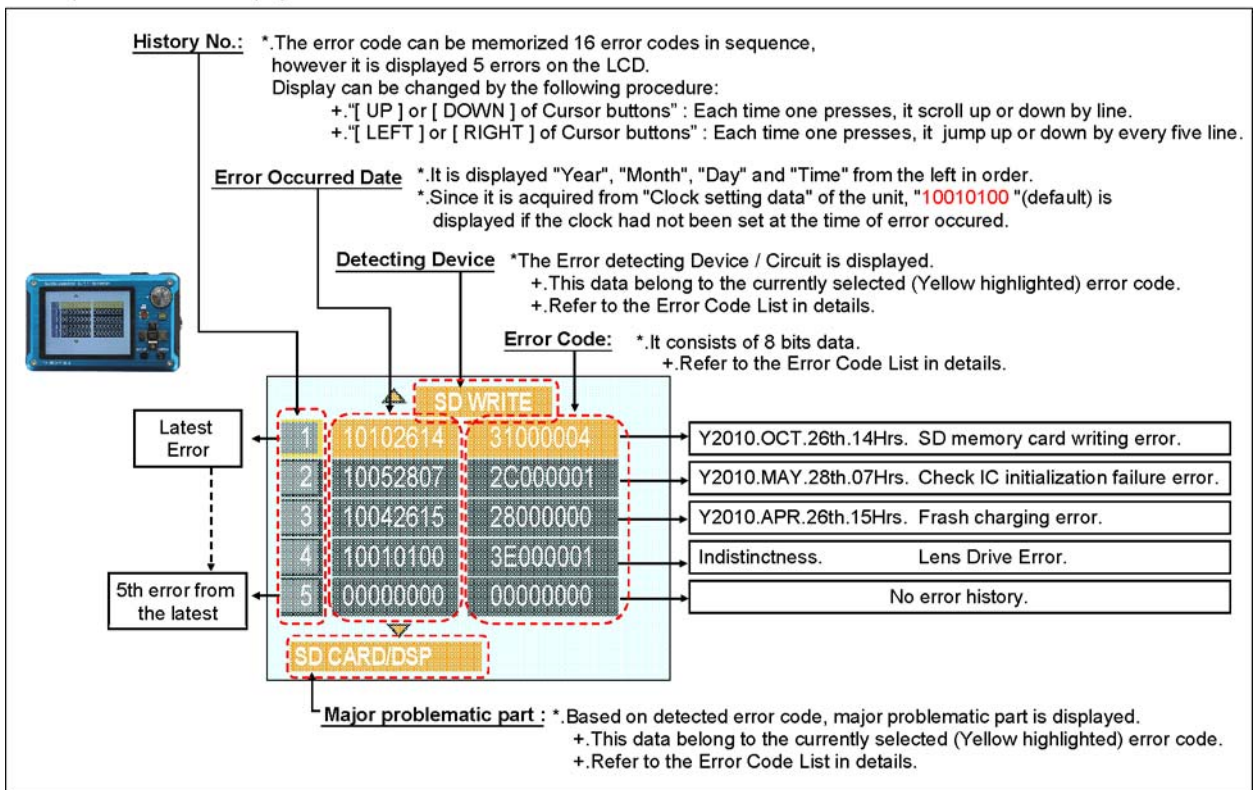 History No.: *.The error code can be memorized 16 error codes in sequence,
however it is displayed 5 errors on the LCD.
Display can be changed by the following procedure:
+."[ UP ] or [ DOWN ] of Cursor buttons" : Each time one presses, it scroll up or down by line.
+."[ LEFT ] or [ RIGHT ] of Cursor buttons" : Each time one presses, it jump up or down by every five line.
Error Occurred Date *.It is displayed "Year", "Month", "Day" and "Time" from the left in order.
*.Since it is acquired from "Clock setting data" of the unit, "10010100 "(default) is
displayed if the clock had not been set at the time of error occured.
Detecting Device *The Error detecting Device / Circuit is displayed.
+.This data belong to the currently selected (Yellow highlighted) error code.
+.Refer to the Error Code List in details.
Error Code: *.It consists of 8 bits data.
+.Refer to the Error Code List in details.
SD WRITE
Latest
Error
1 10102614 31000004 Y2010.OCT.26th.14Hrs. SD memory card writing error.
2 10052807 2C000001 Y2010.MAY.28th.07Hrs. Check IC initialization failure error.
3 10042615 28000000 Y2010.APR.26th.15Hrs. Frash charging error.
4 10010100 3E000001 Indistinctness. Lens Drive Error.
5th error from
the latest
5 00000000 00000000 No error history.
SD CARD/DSP
Major problematic part : *.Based on detected error code, major problematic part is displayed.
+.This data belong to the currently selected (Yellow highlighted) error code.
+.Refer to the Error Code List in details.